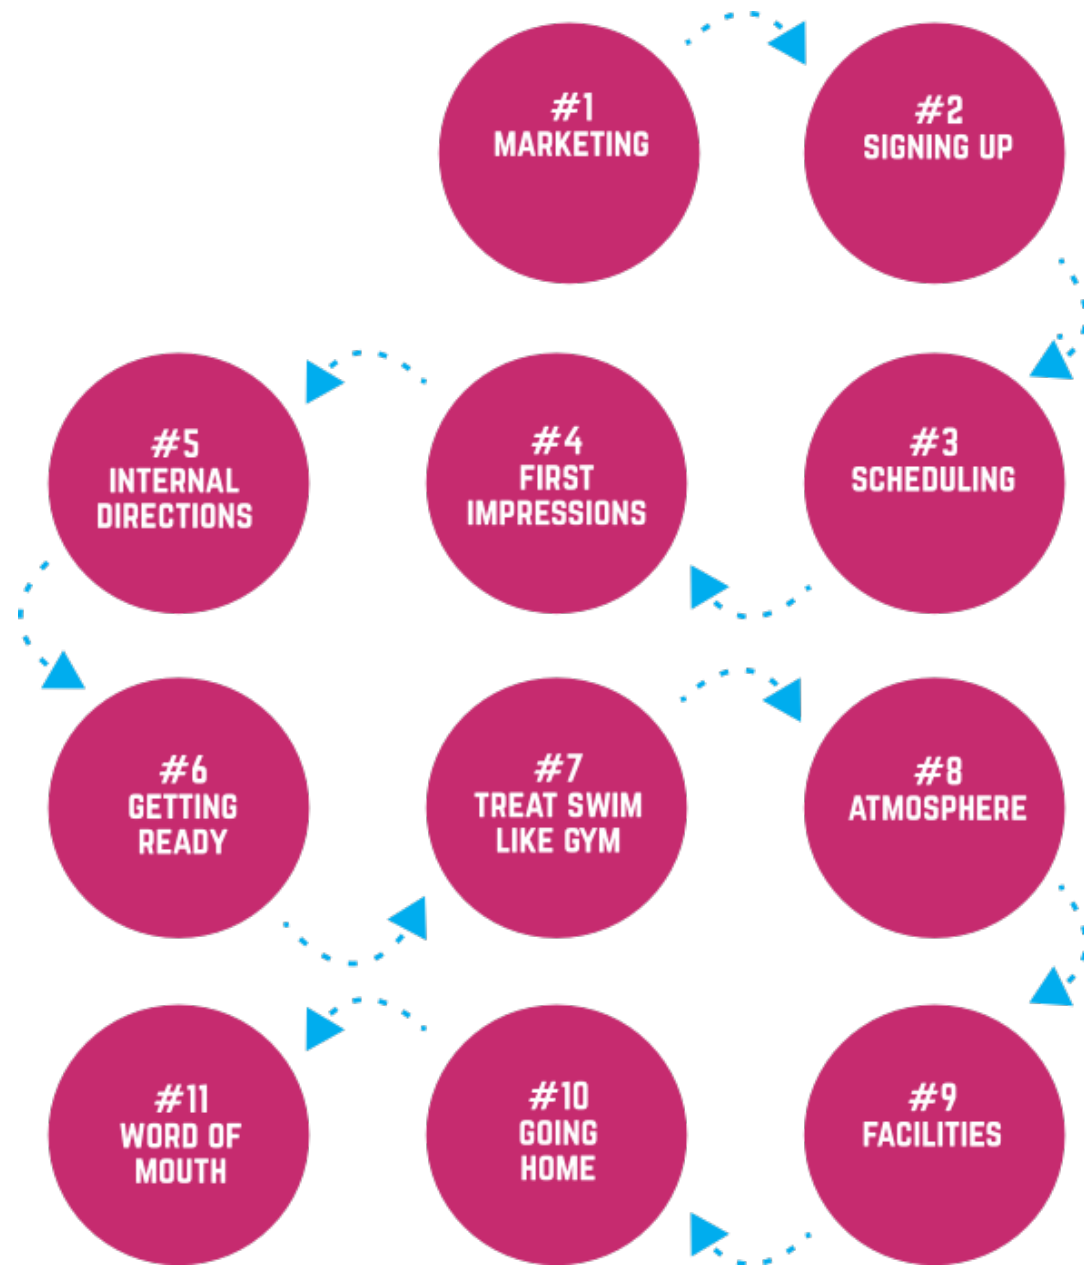 #1
MARKETING
#2
SIGNING UP
#3
SCHEDULING
#4
FIRST
IMPRESSIONS
#5
INTERNAL
DIRECTIONS
#6
GETTING
READY
#7
TREAT SWIM
LIKE GYM
#8
ATMOSPHERE
#9
FACILITIES
#10
GOING
HOME
#11
WORD OF
MOUTH